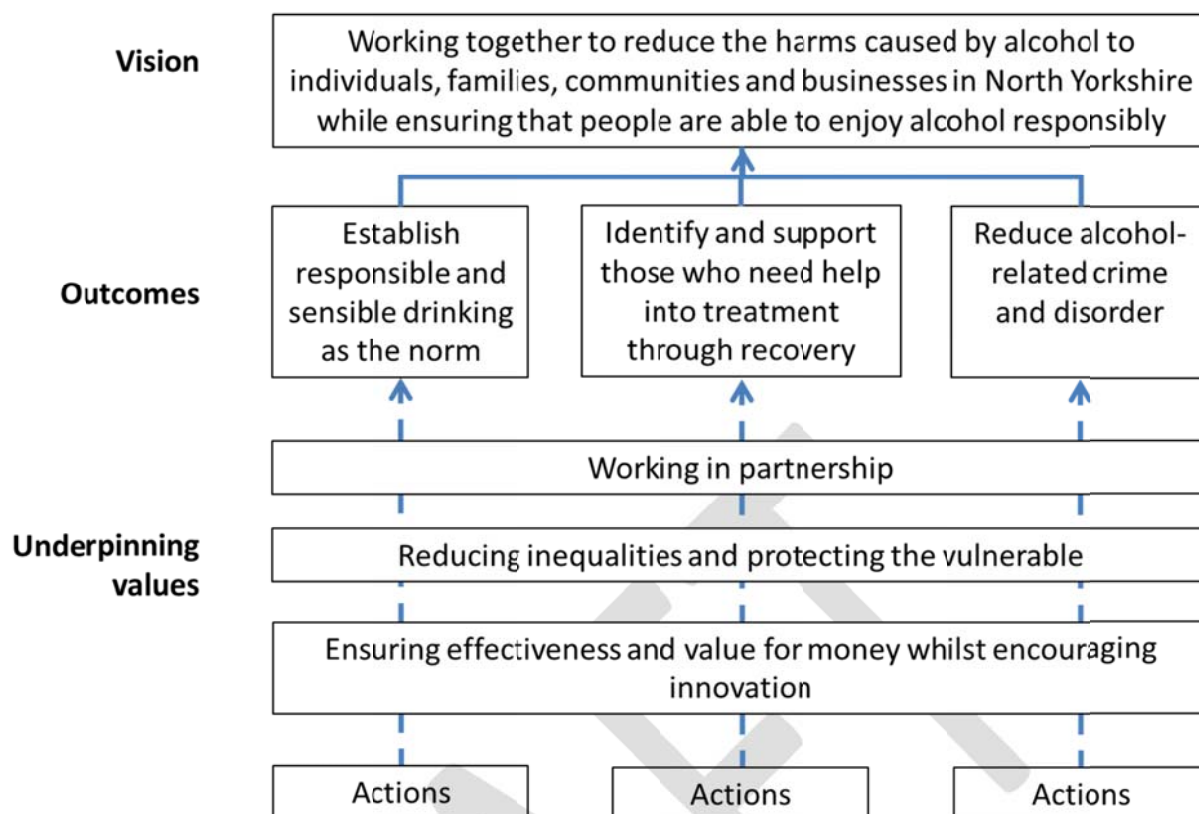 Vision
Working together to reduce the harms caused by alcohol to
individuals, families, communities and businesses in North Yorkshire
while ensuring that people are able to enjoy alcohol responsibly
Outcomes
Establish
responsible and
sensible drinking
as the norm
Identify and support
those who need help
into treatment
through recovery
Reduce alcohol-
related crime
and disorder
Underpinning
values
Working in partnership
Reducing inequalities and protecting the vulnerable
Ensuring effectiveness and value for money whilst encouraging
innovation
Actions
Actions
Actions